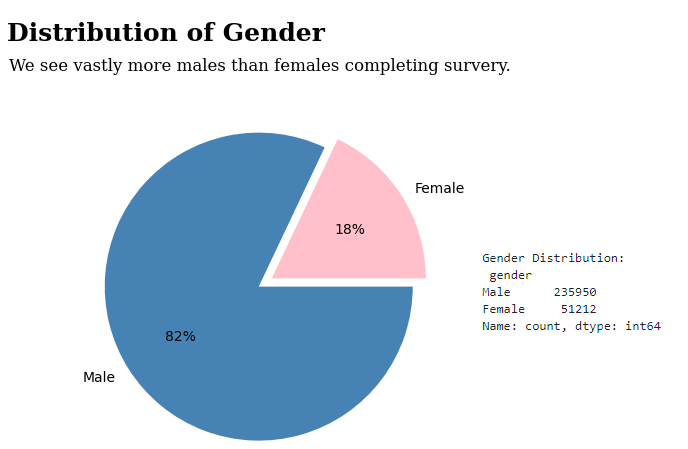 Distribution of Gender
We see vastly more males than females completing survery.
Female
18%
Gender Distribution:
gender
Male 235950
Female 51212
Name: count, dtype: int64
82%
Male